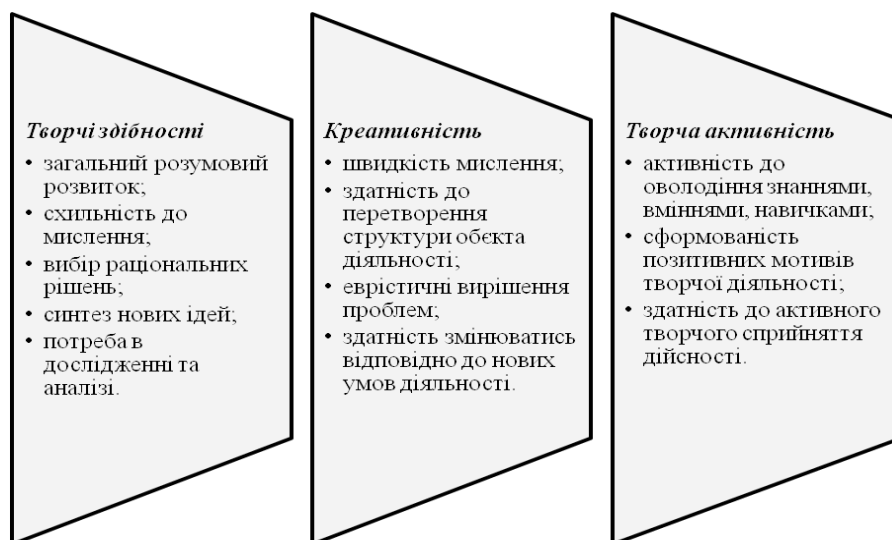 Творчі здібності
• загальний розумовий
розвиток;
• схильність до
мислення;
• вибір раціональних
рішень;
• синтез нових ідей;
• потреба в
дослідженні та
аналізі.
Креативність
• швидкість мислення;
• здатність до
перетворення
структури обєкта
діяльності;
• еврістичні вирішення
проблем;
• здатність змінюватись
відповідно до нових
умов діяльності.
Творча активність
• активність до
оволодіння знаннями,
вміннями, навичками;
• сформованість
позитивних мотивів
творчої діяльності;
• здатність до активного
творчого сприйняття
дійсності.